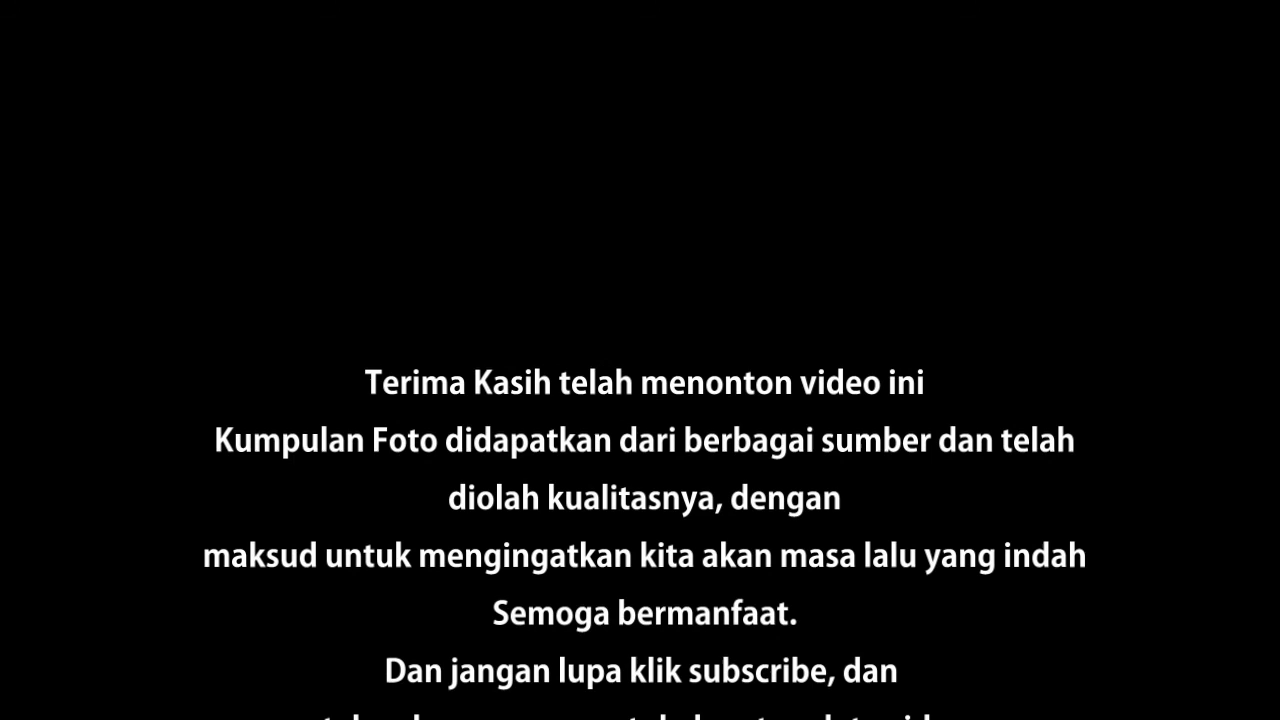 Terima Kasih telah menonton video ini
Kumpulan Foto didapatkan dari berbagai sumber dan telah
diolah kualitasnya, dengan
maksud untuk mengingatkan kita akan masa lalu yang indah
Semoga bermanfaat.
Dan jangan lupa klik subscribe, dan